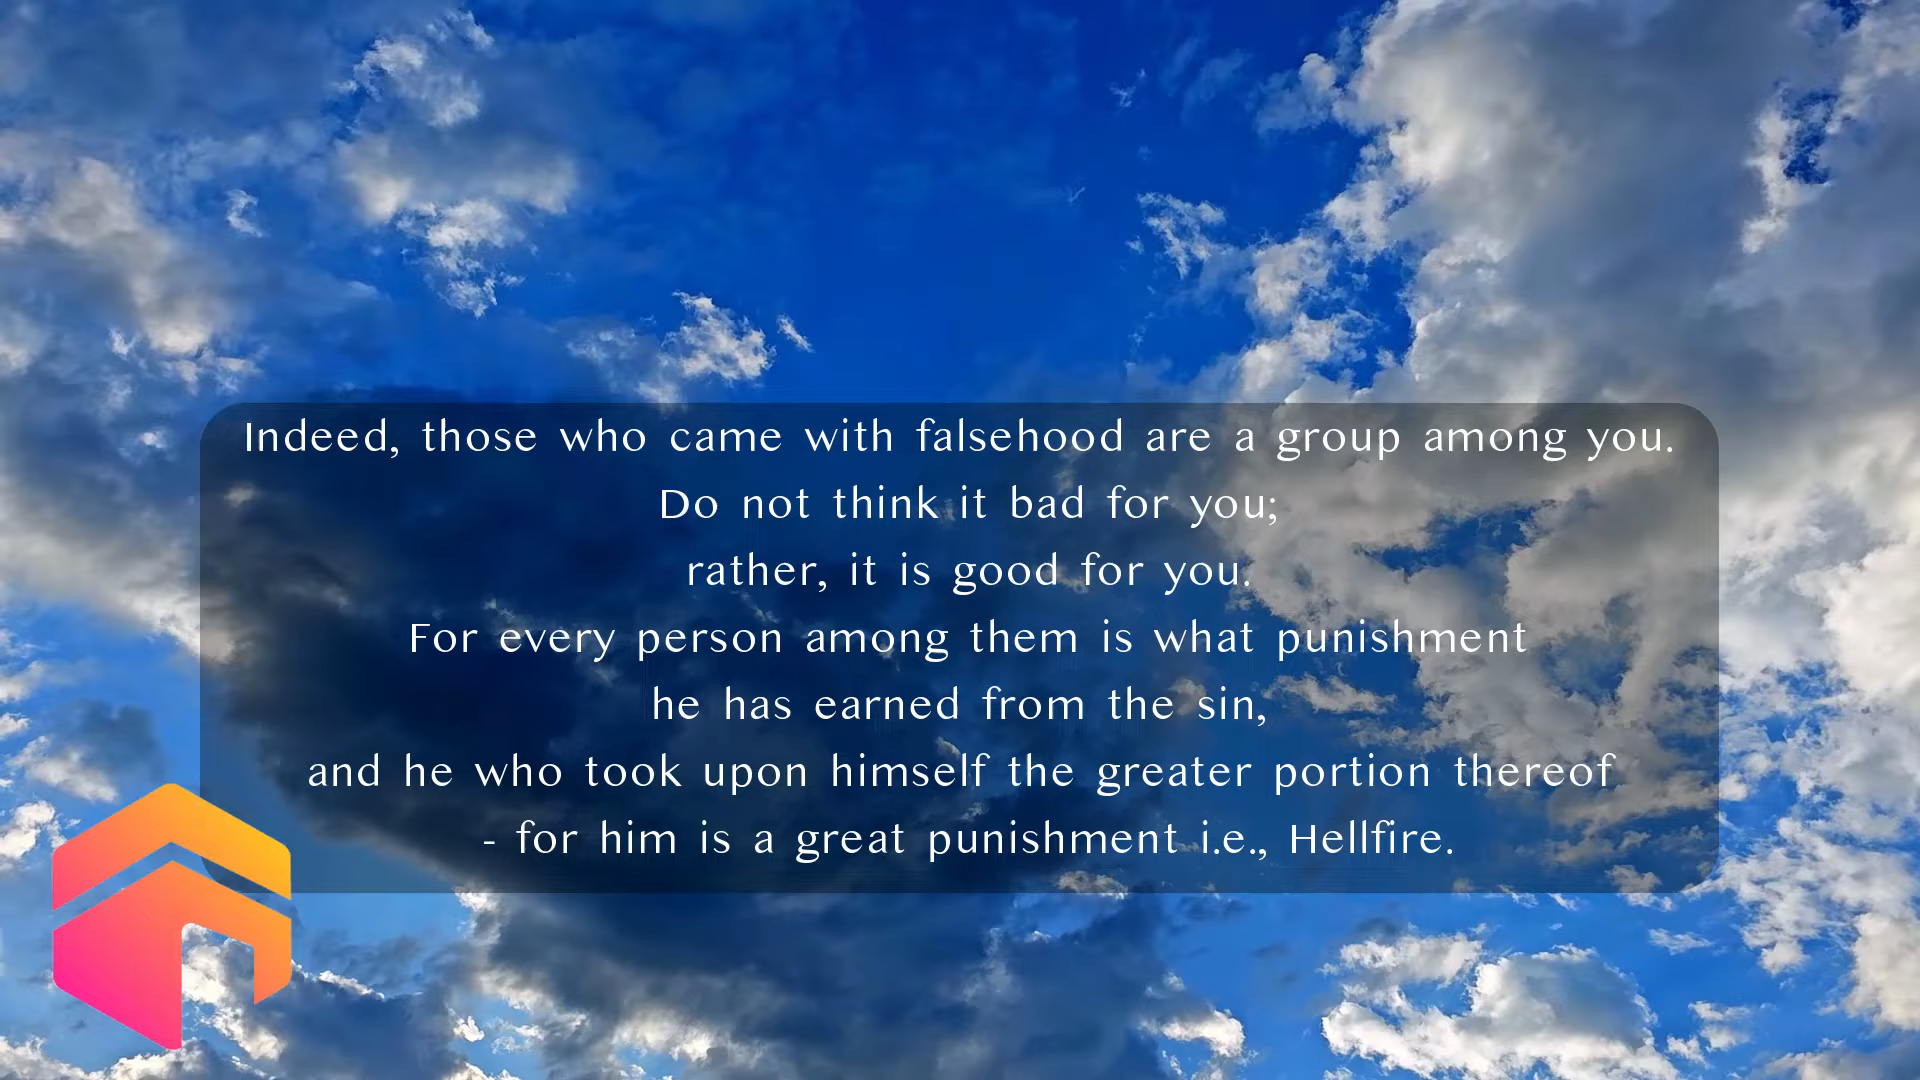 Indeed, those who came with falsehood are a group among you.
Do not think it bad for you;
rather, it is good for you.
For every person among them is what punishment
he has earned from the sin,
and he who took upon himself the greater portion thereof
- for him is a great punishment i.e., Hellfire.